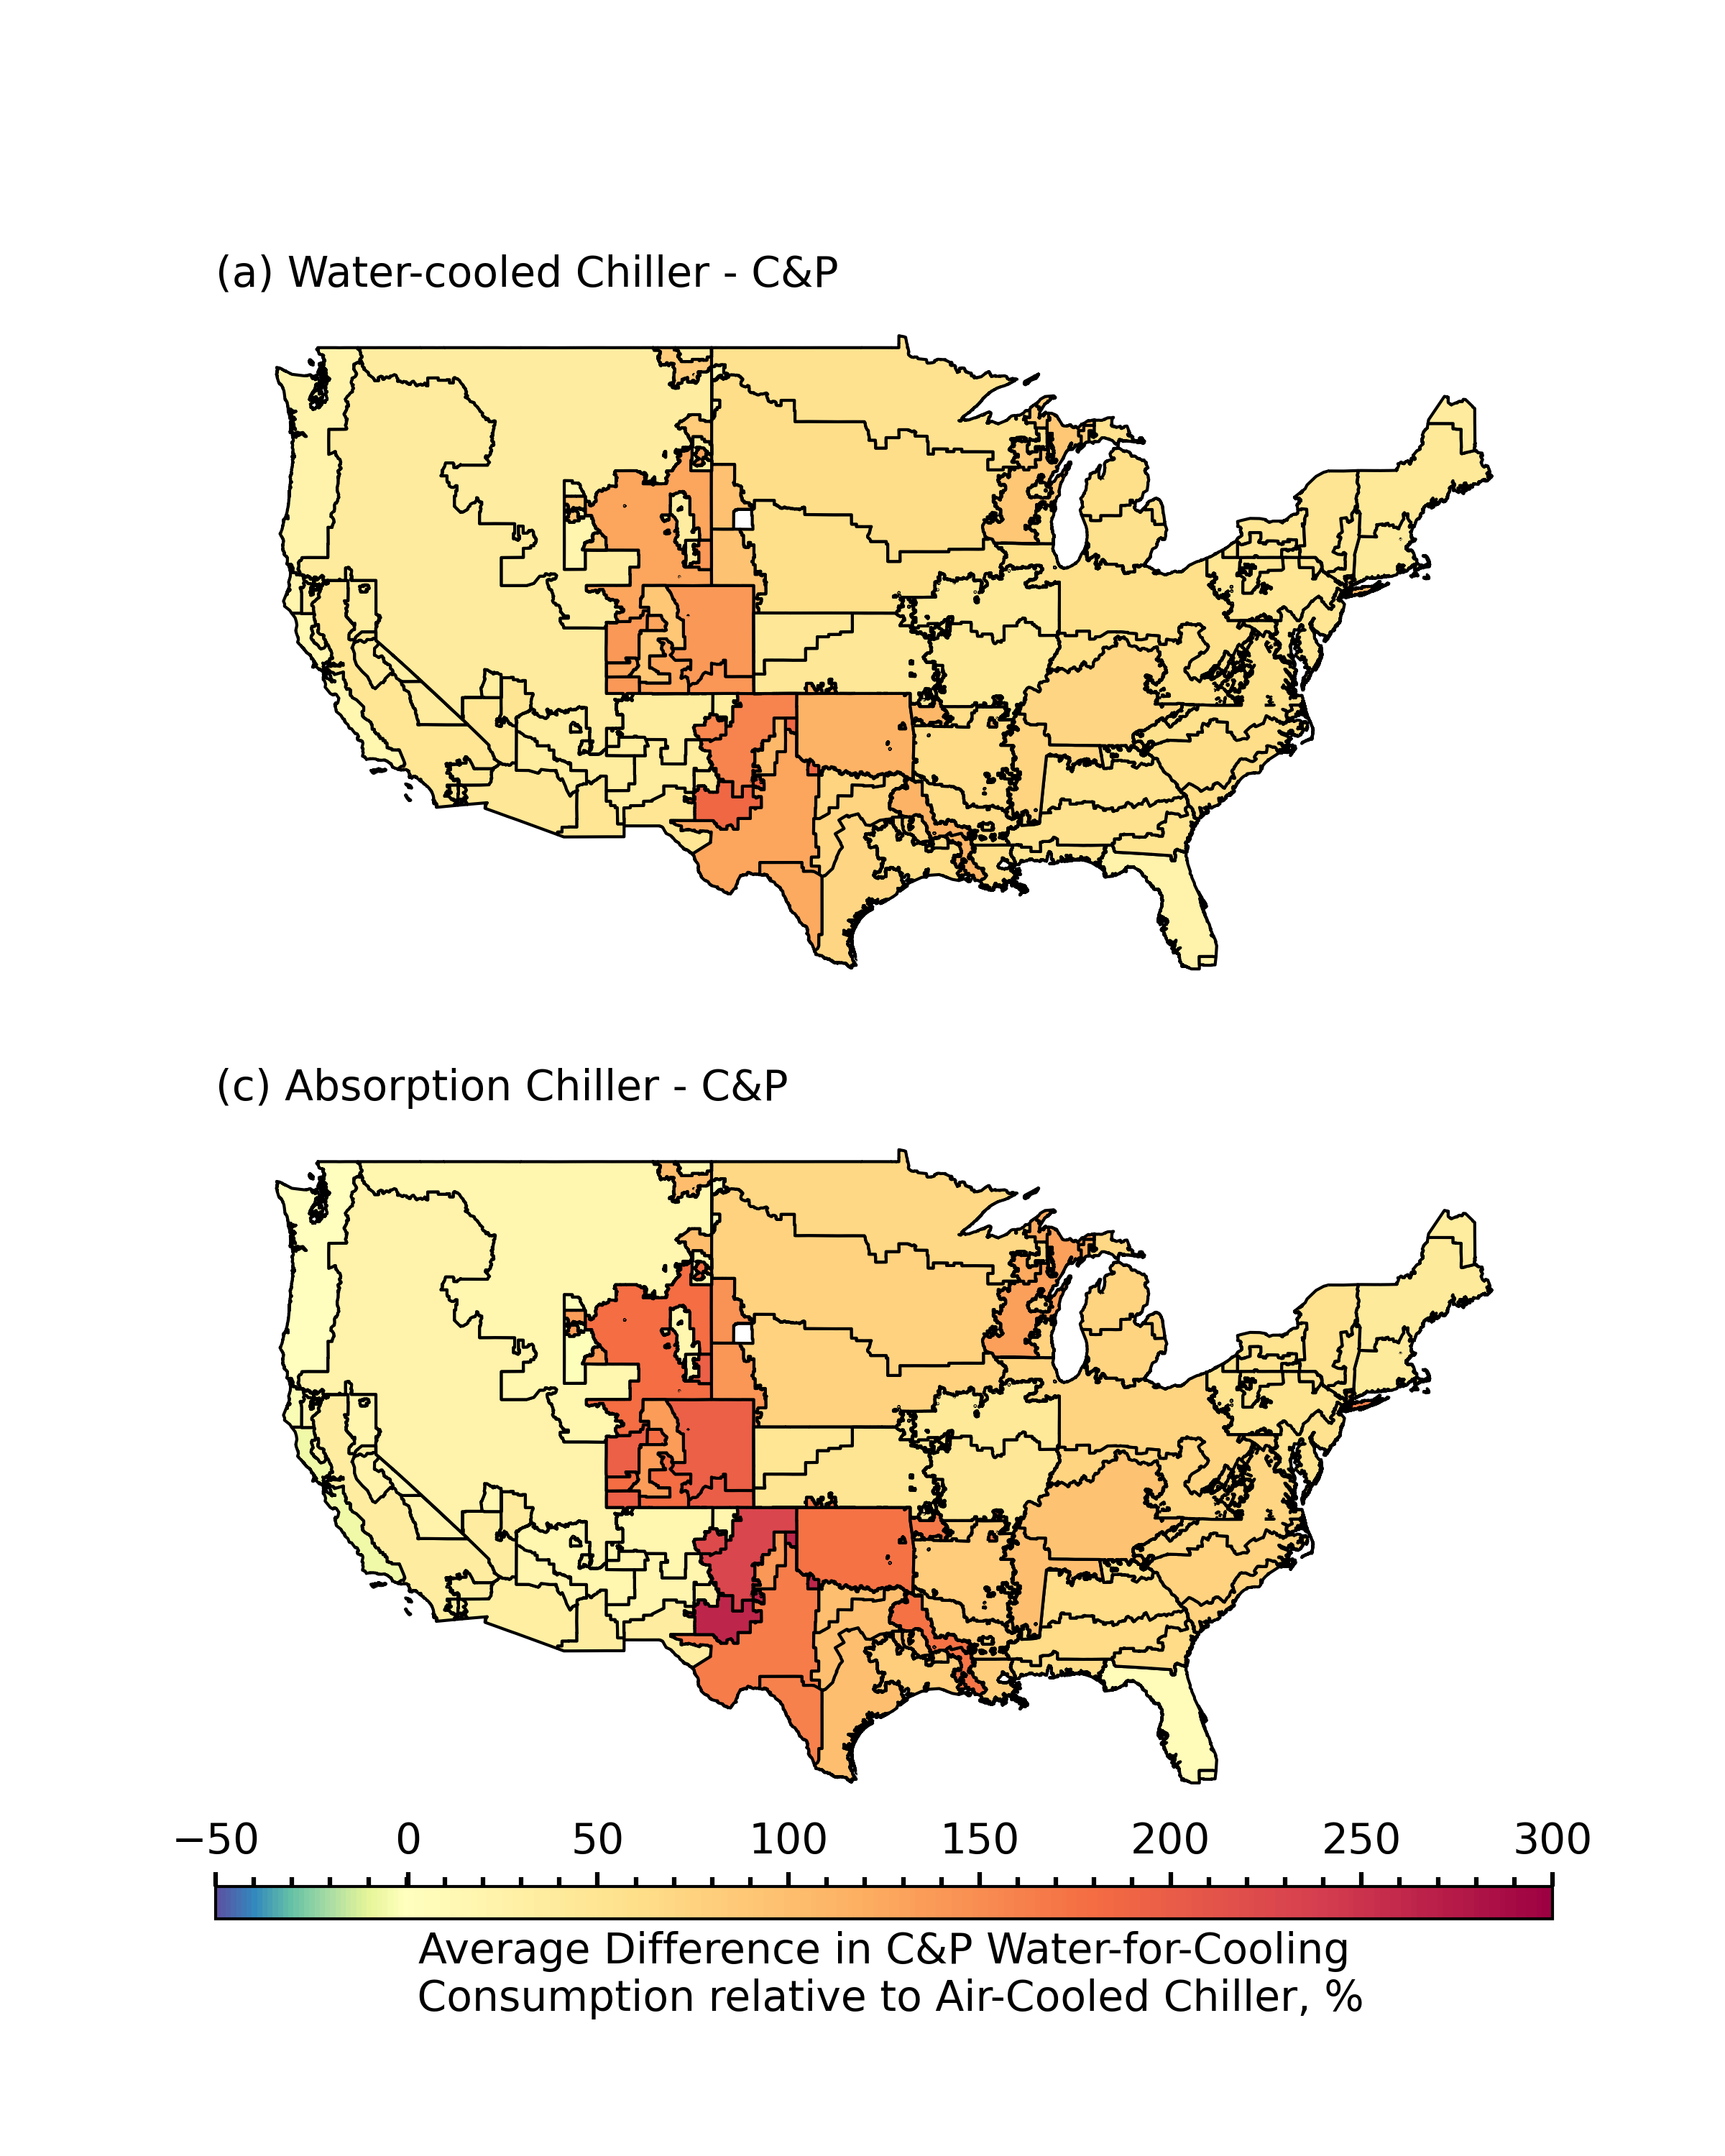 (a) Water-cooled Chiller - C&P
(c) Absorption Chiller - C&P
−50 0 50 100 150 200 250 300
Average Difference in C&P Water-for-Cooling
Consumption relative to Air-Cooled Chiller, %